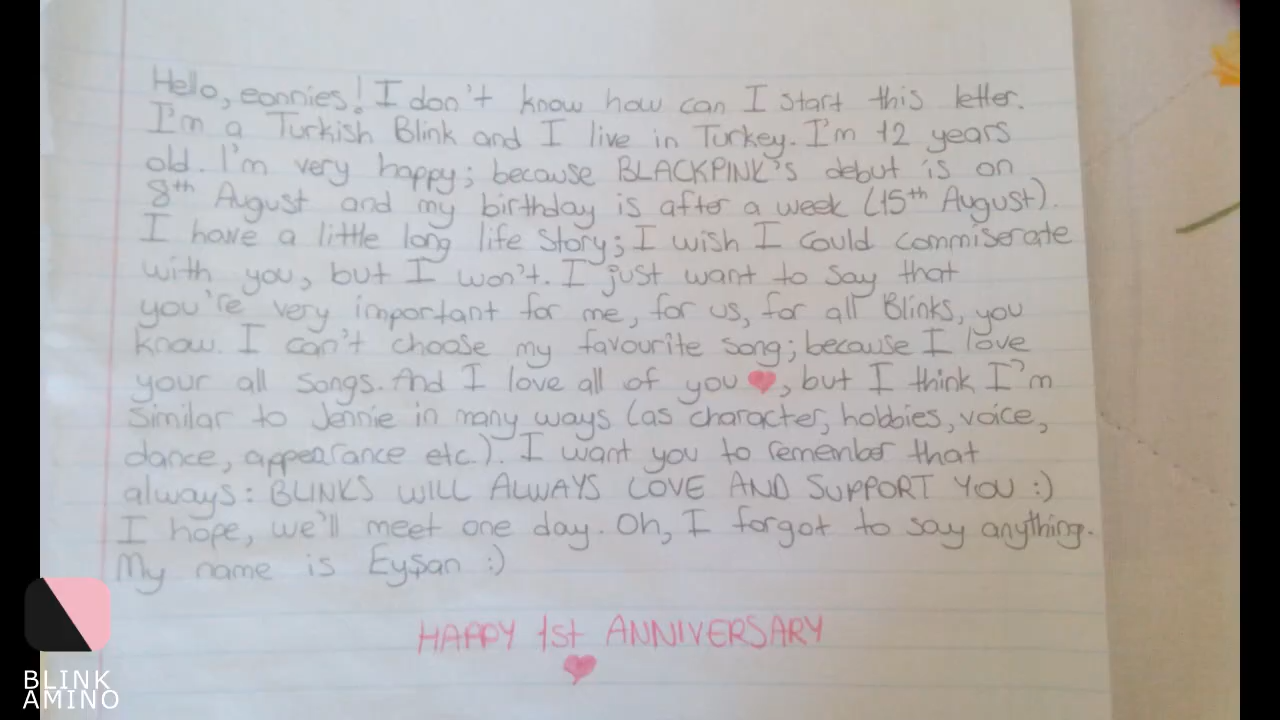 Hello, eonnies! I don't know how can I start this letter.
I'm a Turkish Blink and I live in Turkey. I'm 12 years
old. I'm very happy; because BLACKPINK's debut is on
8th August and my birthday is after a week (15th August).
I have a little long life story; I wish I could commiserate
with you, but I won't. I just want to say that
you're very important for me, for us, for all Blinks, you
know. I can't choose my favourite song; because I love
your all songs. And I love all of you ♥, but I think I'm
similar to Jennie in many ways (as character, hobbies, voice,
dance, appearance etc.). I want you to remember that
always: BLINKS WILL ALWAYS LOVE AND SUPPORT YOU :)
I hope, we'll meet one day. Oh, I forgot to say anything.
My name is Eyşan :)
HAPPY 1st ANNIVERSARY
♥
BLINK
AMINO